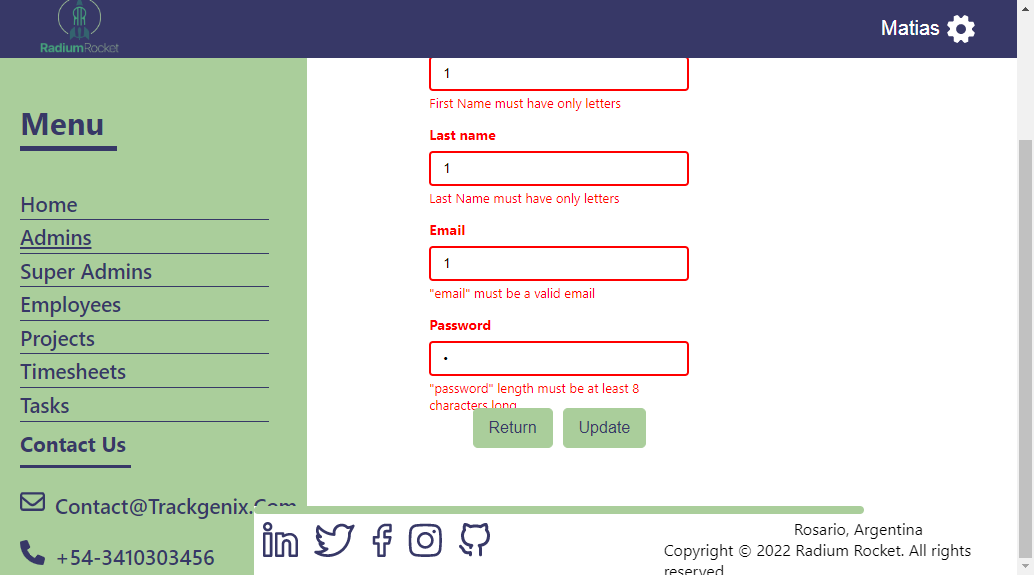 RadiumRocket
Matias
Menu
Home
Admins
Super Admins
Employees
Projects
Timesheets
Tasks
Contact Us
Contact@Trackgenix.Com
+54-3410303456
1
First Name must have only letters
Last name
1
Last Name must have only letters
Email
1
"email" must be a valid email
Password
•
"password" length must be at least 8
characters long
Return
Update
Rosario, Argentina
Copyright © 2022 Radium Rocket. All rights
reserved